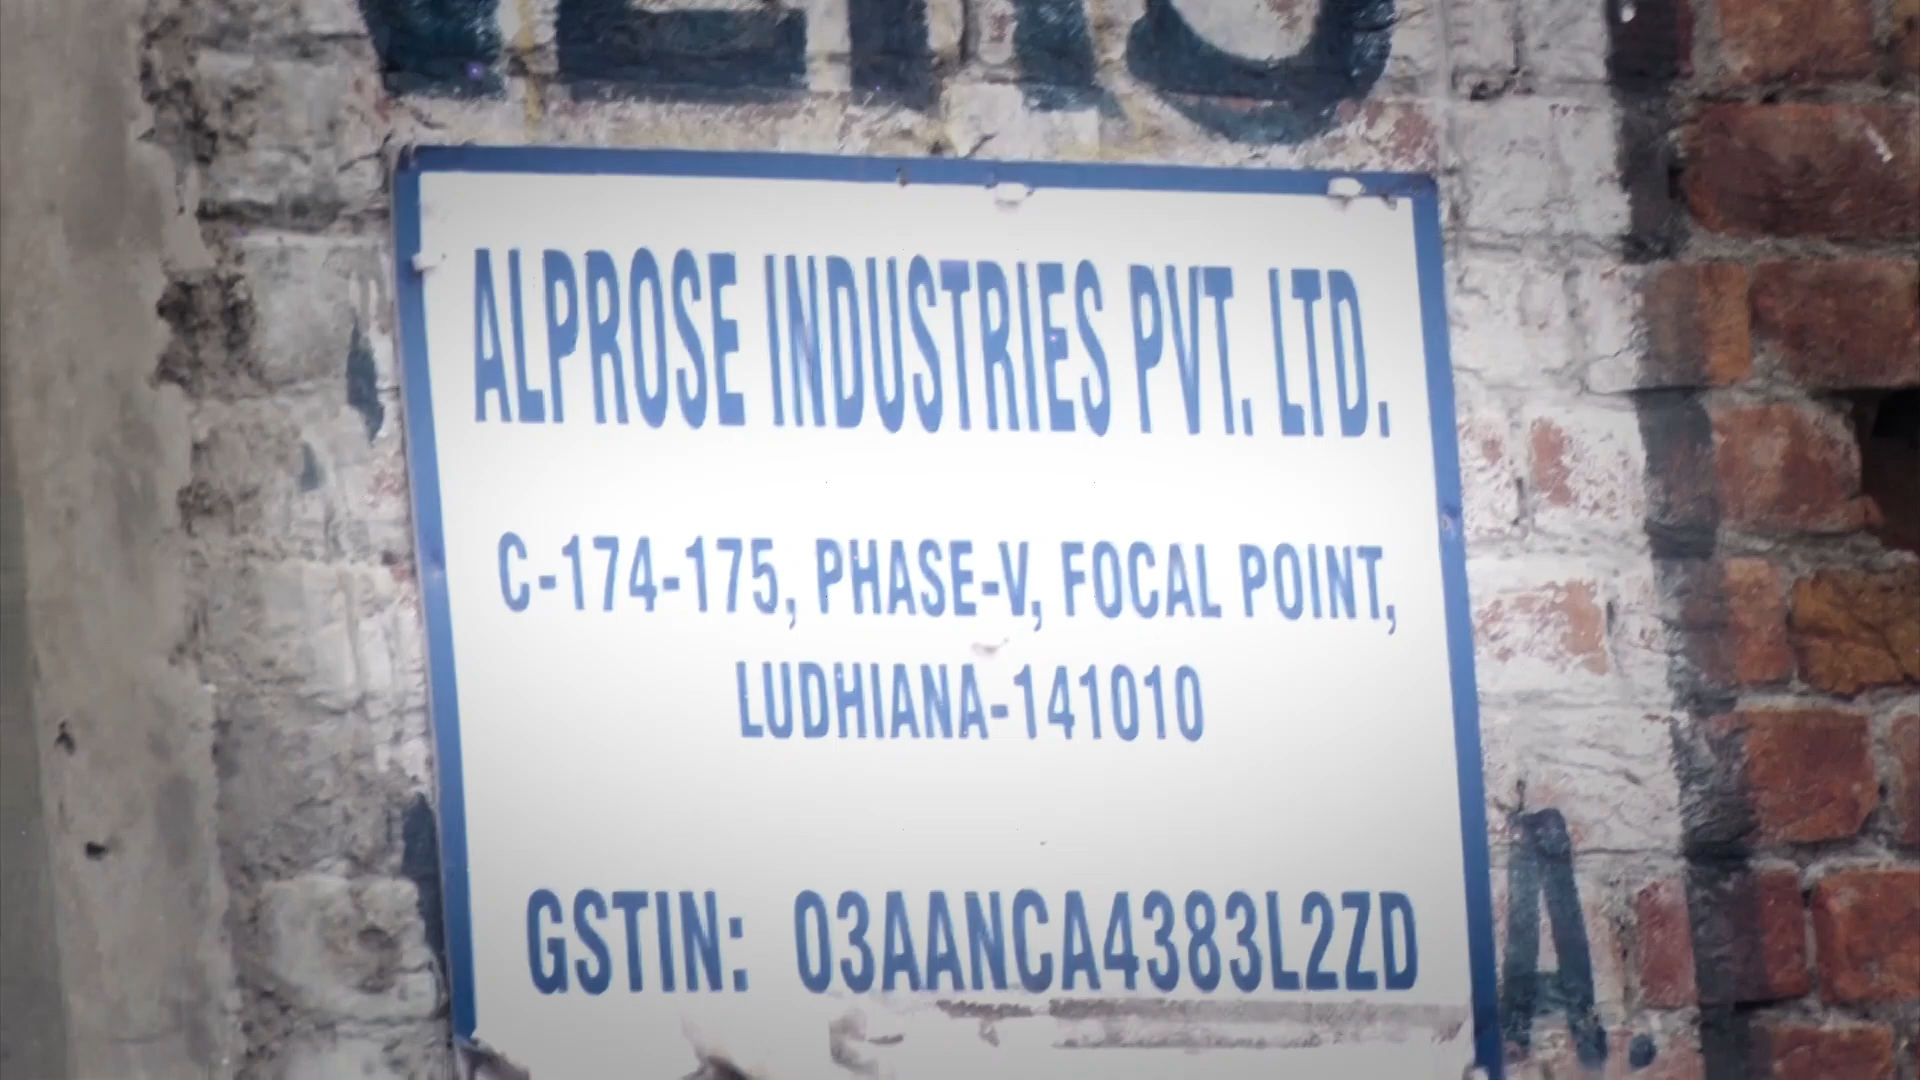 ALPROSE INDUSTRIES PVT. LTD.
C-174-175, PHASE-V, FOCAL POINT,
LUDHIANA-141010
GSTIN: 03AANCA4383L2ZD
A.